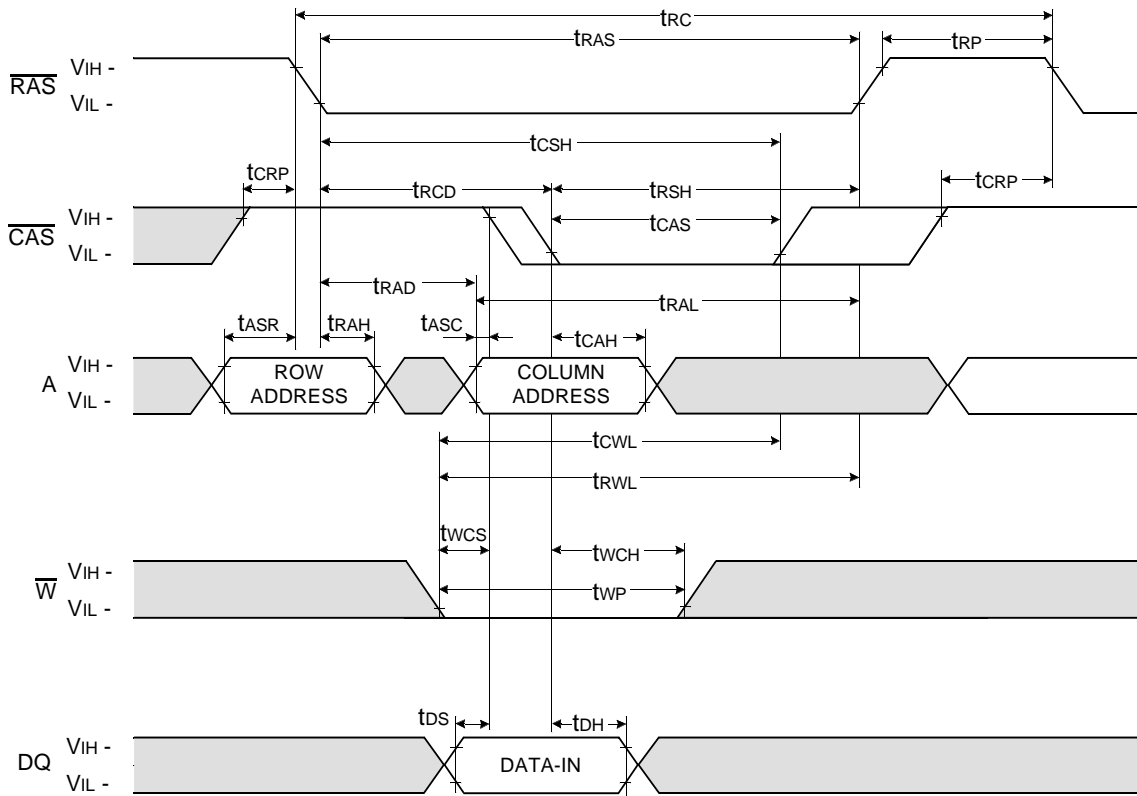 tRC
tRAS
tRP
RAS
VIH -
VIL -
tCSH
tCRP
tRCD
tRSH
tCRP
CAS
VIH -
VIL -
tCAS
tRAD
tRAL
tASR
tRAH
tASC
tCAH
A
VIH -
VIL -
ROW
ADDRESS
COLUMN
ADDRESS
tCWL
tRWL
tWCS
tWCH
W
VIH -
VIL -
tWP
tDS
tDH
DQ
VIH -
VIL -
DATA-IN